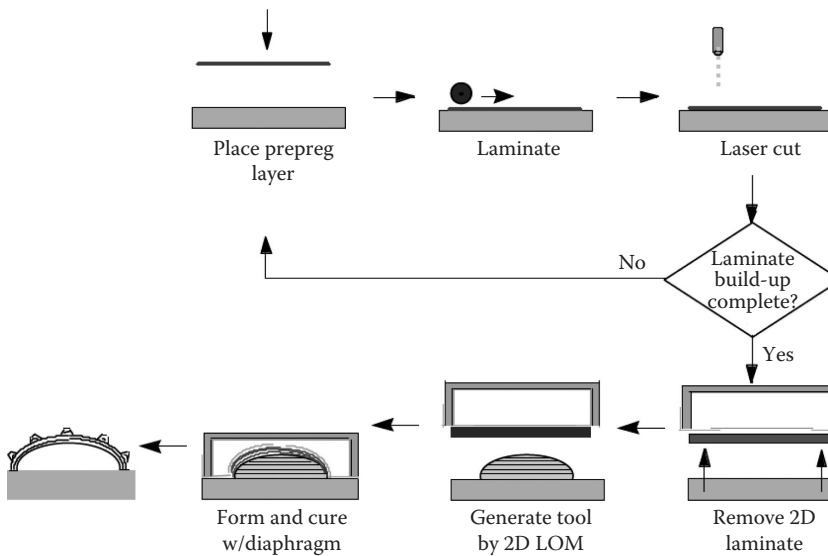 Place prepreg
layer
Laminate
Laser cut
Laminate
build-up
complete?
No
Yes
Form and cure
w/diaphragm
Generate tool
by 2D LOM
Remove 2D
laminate